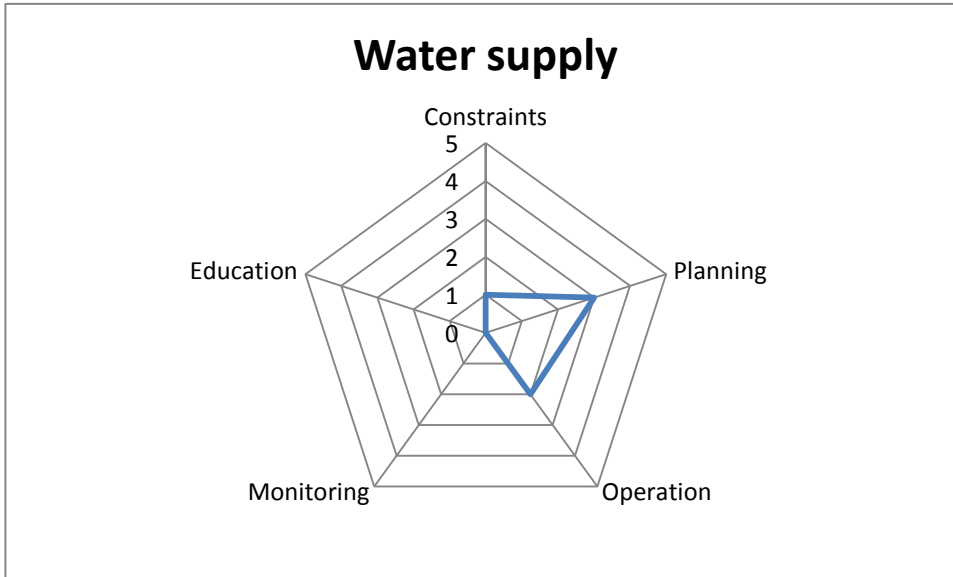 Water supply
Constraints
5
4
3
2
1
0
Education
Planning
Monitoring
Operation